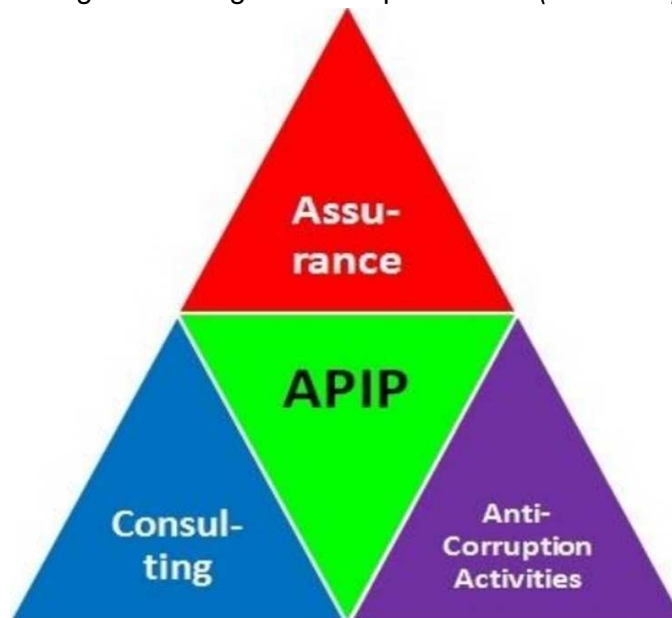 Assu-
rance
APIP
Consul-
ting
Anti-
Corruption
Activities